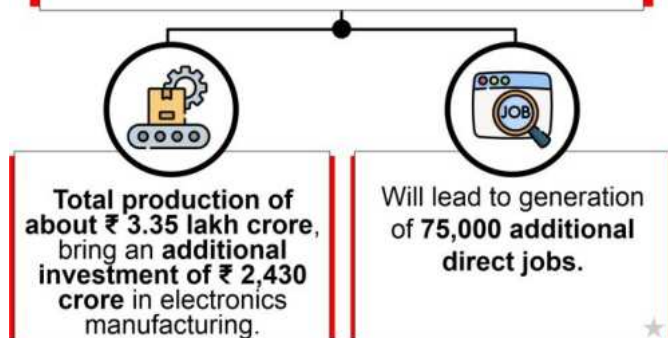 JOB
Total production of
about ₹ 3.35 lakh crore,
bring an additional
investment of ₹ 2,430
crore in electronics
manufacturing.
Will lead to generation
of 75,000 additional
direct jobs.